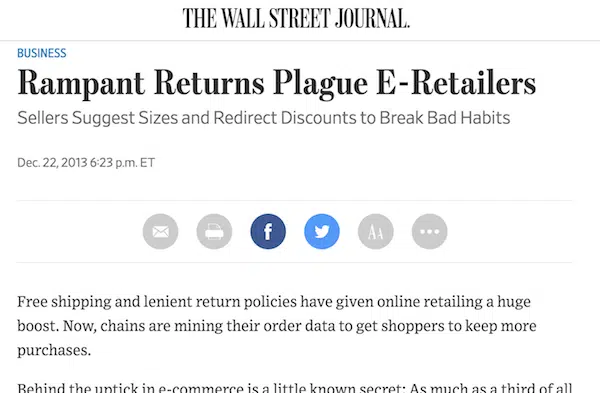 THE WALL STREET JOURNAL.
BUSINESS
Rampant Returns Plague E-Retailers
Sellers Suggest Sizes and Redirect Discounts to Break Bad Habits
Dec. 22, 2013 6:23 p.m. ET
f AA
Free shipping and lenient return policies have given online retailing a huge
boost. Now, chains are mining their order data to get shoppers to keep more
purchases.
Behind the uptick in e-commerce is a little known secret: As much as a third of all